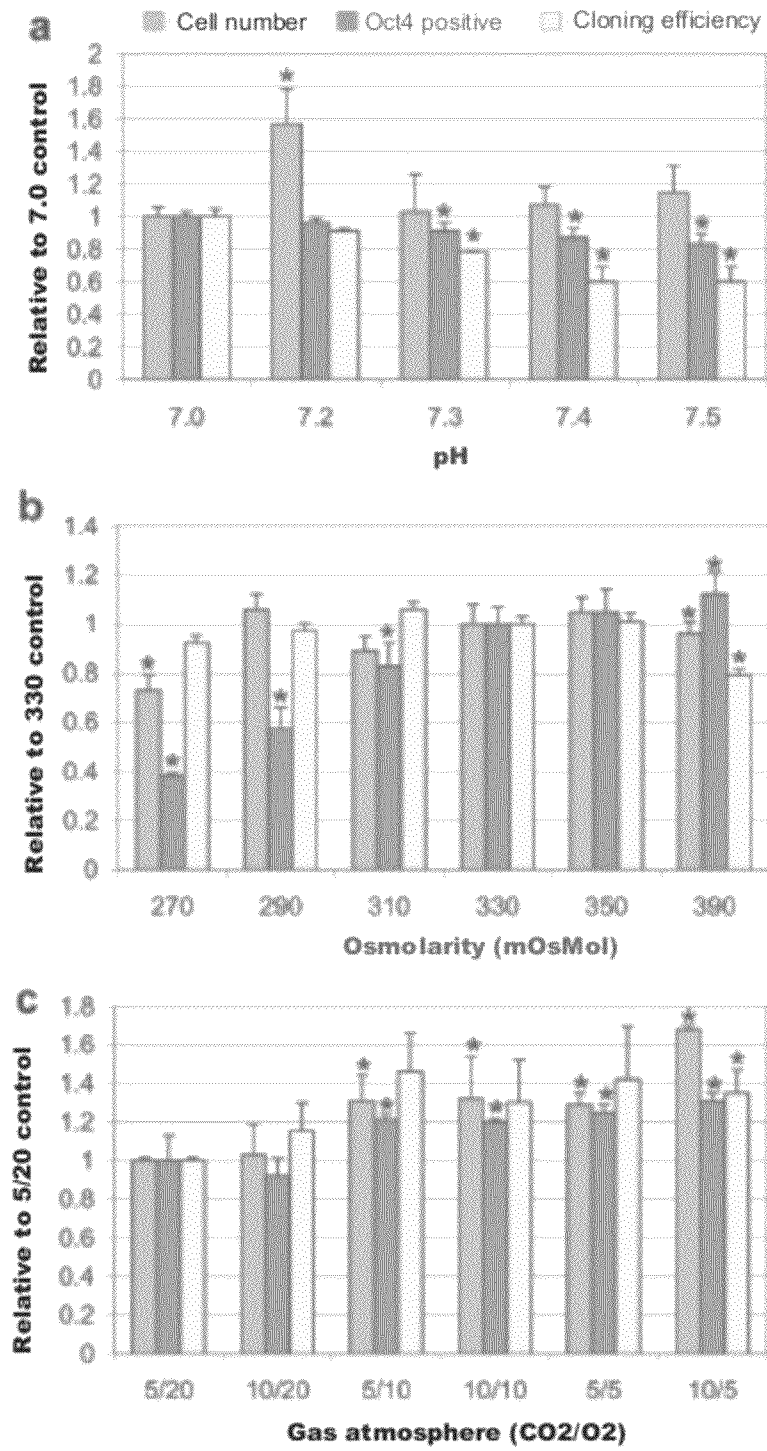 a
Cell number Oct4 positive Cloning efficiency
Relative to 7.0 control
2
1.8
1.6
1.4
1.2
1
0.8
0.6
0.4
0.2
0
* * * * * * *
7.0 7.2 7.3 7.4 7.5
pH
b
Relative to 330 control
1.4
1.2
1
0.8
0.6
0.4
0.2
0
* * * * * * *
270 290 310 330 350 390
Osmolarity (mOsMol)
c
Relative to 5/20 control
1.8
1.6
1.4
1.2
1
0.8
0.6
0.4
0.2
0
* * * * * * * * *
5/20 10/20 5/10 10/10 5/5 10/5
Gas atmosphere (CO2/O2)